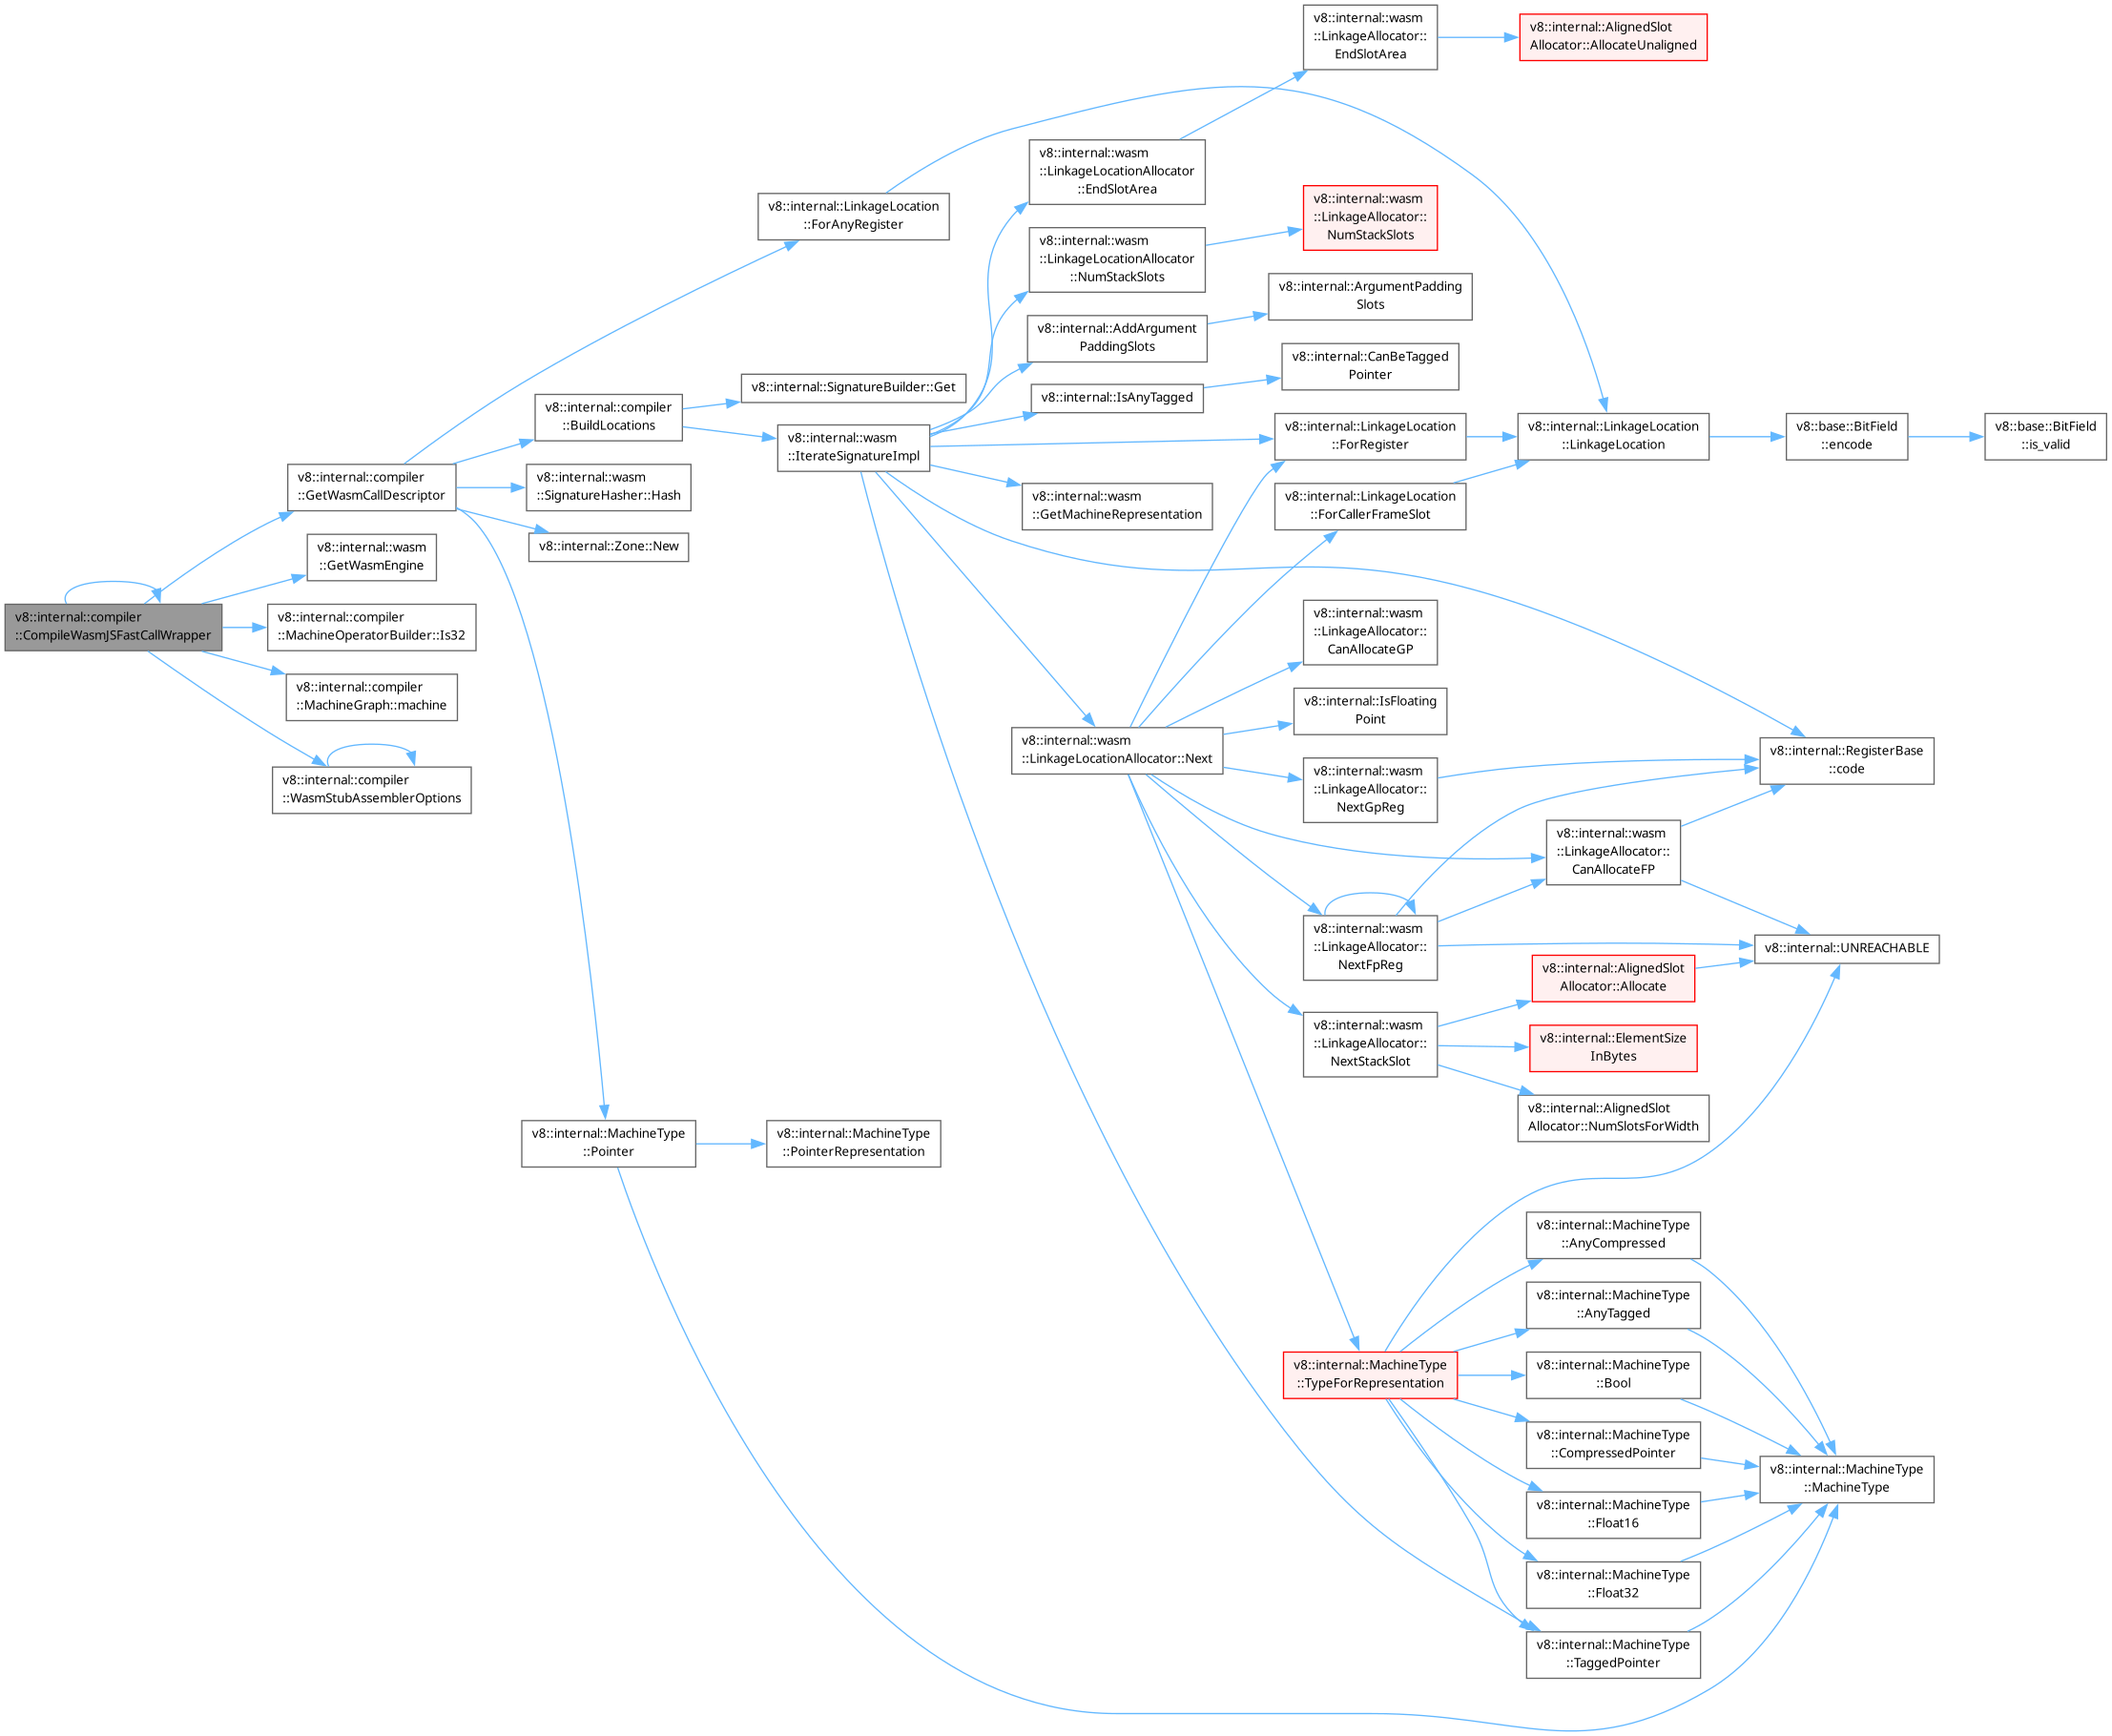 v8::internal::compiler
::CompileWasmJSFastCallWrapper
v8::internal::compiler
::GetWasmCallDescriptor
v8::internal::wasm
::GetWasmEngine
v8::internal::compiler
::MachineOperatorBuilder::Is32
v8::internal::compiler
::MachineGraph::machine
v8::internal::compiler
::WasmStubAssemblerOptions
v8::internal::compiler
::BuildLocations
v8::internal::wasm
::SignatureHasher::Hash
v8::internal::Zone::New
v8::internal::MachineType
::Pointer
v8::internal::LinkageLocation
::ForAnyRegister
v8::internal::SignatureBuilder::Get
v8::internal::wasm
::IterateSignatureImpl
v8::internal::MachineType
::PointerRepresentation
v8::internal::wasm
::LinkageLocationAllocator
::EndSlotArea
v8::internal::wasm
::LinkageLocationAllocator
::NumStackSlots
v8::internal::AddArgument
PaddingSlots
v8::internal::IsAnyTagged
v8::internal::wasm
::GetMachineRepresentation
v8::internal::wasm
::LinkageLocationAllocator::Next
v8::internal::wasm
::LinkageAllocator::
EndSlotArea
v8::internal::wasm
::LinkageAllocator::
NumStackSlots
v8::internal::ArgumentPadding
Slots
v8::internal::CanBeTagged
Pointer
v8::internal::LinkageLocation
::ForRegister
v8::internal::LinkageLocation
::ForCallerFrameSlot
v8::internal::wasm
::LinkageAllocator::
CanAllocateGP
v8::internal::IsFloating
Point
v8::internal::wasm
::LinkageAllocator::
NextGpReg
v8::internal::wasm
::LinkageAllocator::
NextFpReg
v8::internal::wasm
::LinkageAllocator::
NextStackSlot
v8::internal::MachineType
::TypeForRepresentation
v8::internal::AlignedSlot
Allocator::AllocateUnaligned
v8::internal::LinkageLocation
::LinkageLocation
v8::internal::wasm
::LinkageAllocator::
CanAllocateFP
v8::internal::AlignedSlot
Allocator::Allocate
v8::internal::ElementSize
InBytes
v8::internal::AlignedSlot
Allocator::NumSlotsForWidth
v8::internal::MachineType
::AnyCompressed
v8::internal::MachineType
::AnyTagged
v8::internal::MachineType
::Bool
v8::internal::MachineType
::CompressedPointer
v8::internal::MachineType
::Float16
v8::internal::MachineType
::Float32
v8::internal::MachineType
::TaggedPointer
v8::base::BitField
::encode
v8::internal::RegisterBase
::code
v8::internal::UNREACHABLE
v8::internal::MachineType
::MachineType
v8::base::BitField
::is_valid